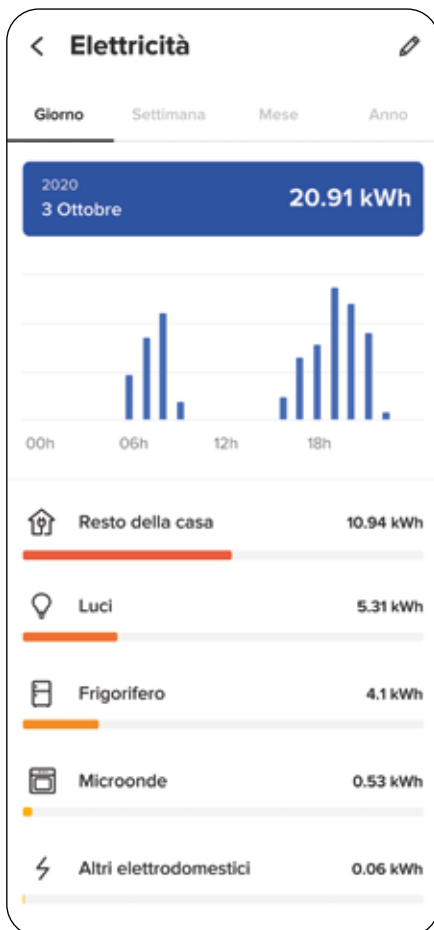 Elettricità
Giorno Settimana Mese Anno
2020
3 Ottobre 20.91 kWh
00h 06h 12h 18h
Resto della casa 10.94 kWh
Luci 5.31 kWh
Frigorifero 4.1 kWh
Microonde 0.53 kWh
Altri elettrodomestici 0.06 kWh